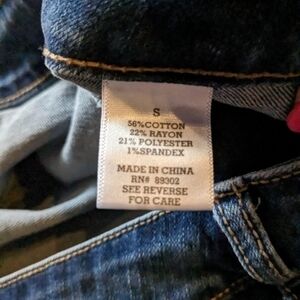 S
56%COTTON
22% RAYON
21% POLYESTER
1%SPANDEX
MADE IN CHINA
RN# 89302
SEE REVERSE
FOR CARE